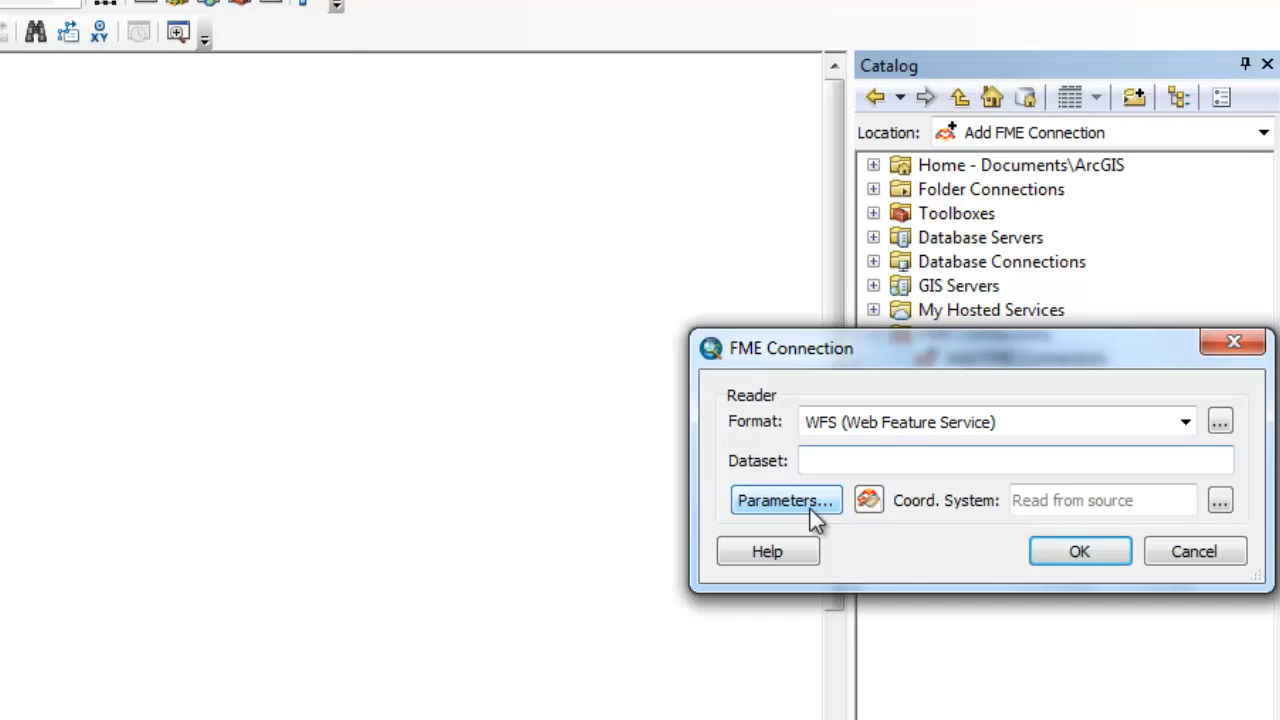 XY
Catalog
Location: Add FME Connection
Home - Documents\ArcGIS
Folder Connections
Toolboxes
Database Servers
Database Connections
GIS Servers
My Hosted Services
FME Connection
Reader
Format: WFS (Web Feature Service) ...
Dataset:
Parameters... Coord. System: Read from source ...
Help OK Cancel